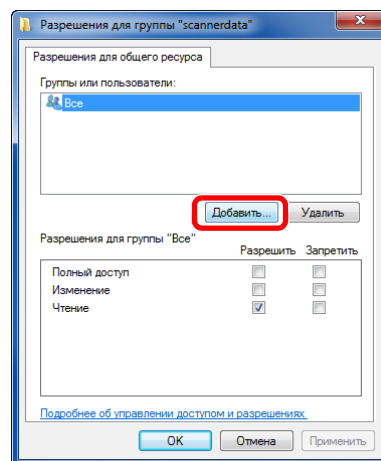 Разрешения для группы "scannerdata"
Разрешения для общего ресурса
Группы или пользователи:
Все
Добавить... Удалить
Разрешения для группы "Все"
Разрешить Запретить
Полный доступ
Изменение
Чтение
Подробнее об управлении доступом и разрешениях
OK Отмена Применить